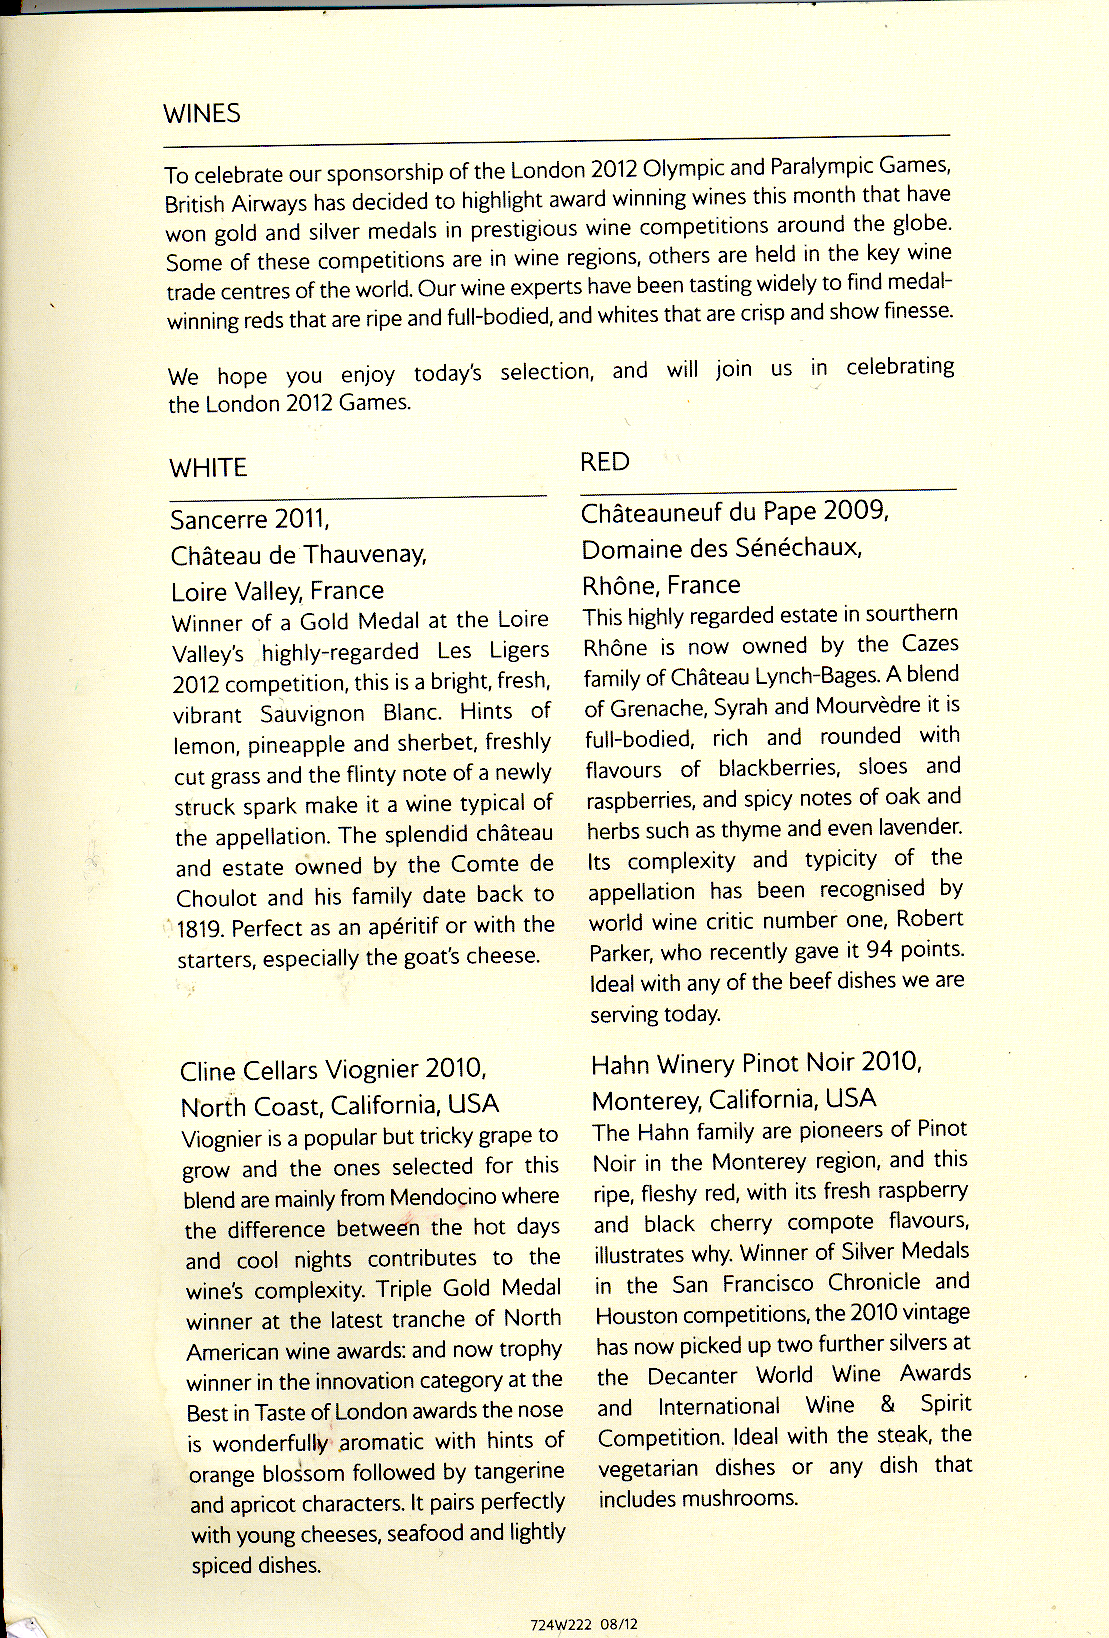 WINES
To celebrate our sponsorship of the London 2012 Olympic and Paralympic Games,
British Airways has decided to highlight award winning wines this month that have
won gold and silver medals in prestigious wine competitions around the globe.
Some of these competitions are in wine regions, others are held in the key wine
trade centres of the world. Our wine experts have been tasting widely to find medal-
winning reds that are ripe and full-bodied, and whites that are crisp and show finesse.
We hope you enjoy today's selection, and will join us in celebrating
the London 2012 Games.
WHITE
Sancerre 2011,
Château de Thauvenay,
Loire Valley, France
Winner of a Gold Medal at the Loire
Valley's highly-regarded Les Ligers
2012 competition, this is a bright, fresh,
vibrant Sauvignon Blanc. Hints of
lemon, pineapple and sherbet, freshly
cut grass and the flinty note of a newly
struck spark make it a wine typical of
the appellation. The splendid château
and estate owned by the Comte de
Choulot and his family date back to
1819. Perfect as an apéritif or with the
starters, especially the goat's cheese.
Cline Cellars Viognier 2010,
North Coast, California, USA
Viognier is a popular but tricky grape to
grow and the ones selected for this
blend are mainly from Mendocino where
the difference between the hot days
and cool nights contributes to the
wine's complexity. Triple Gold Medal
winner at the latest tranche of North
American wine awards: and now trophy
winner in the innovation category at the
Best in Taste of London awards the nose
is wonderfully aromatic with hints of
orange blossom followed by tangerine
and apricot characters. It pairs perfectly
with young cheeses, seafood and lightly
spiced dishes.
RED
Châteauneuf du Pape 2009,
Domaine des Sénéchaux,
Rhône, France
This highly regarded estate in sourthern
Rhône is now owned by the Cazes
family of Château Lynch-Bages. A blend
of Grenache, Syrah and Mourvèdre it is
full-bodied, rich and rounded with
flavours of blackberries, sloes and
raspberries, and spicy notes of oak and
herbs such as thyme and even lavender.
Its complexity and typicity of the
appellation has been recognised by
world wine critic number one, Robert
Parker, who recently gave it 94 points.
Ideal with any of the beef dishes we are
serving today.
Hahn Winery Pinot Noir 2010,
Monterey, California, USA
The Hahn family are pioneers of Pinot
Noir in the Monterey region, and this
ripe, fleshy red, with its fresh raspberry
and black cherry compote flavours,
illustrates why. Winner of Silver Medals
in the San Francisco Chronicle and
Houston competitions, the 2010 vintage
has now picked up two further silvers at
the Decanter World Wine Awards
and International Wine & Spirit
Competition. Ideal with the steak, the
vegetarian dishes or any dish that
includes mushrooms.
724W222 08/12